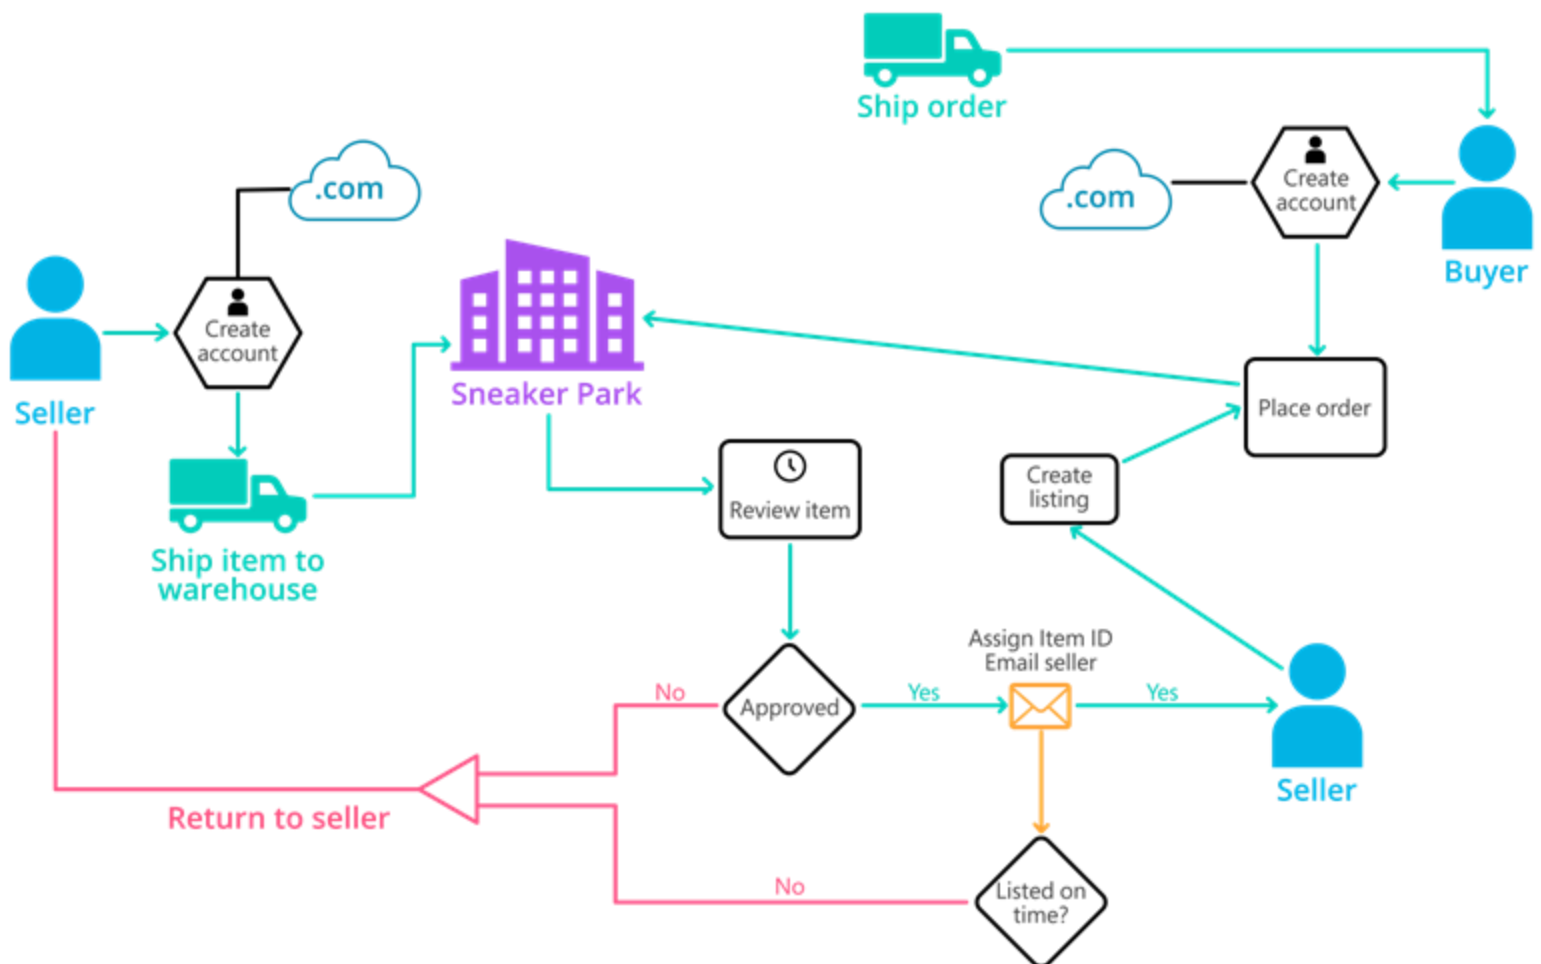 Ship order
.com
Create
account
Buyer
.com
Create
account
Seller
Sneaker Park
Place order
Create
listing
Review item
Ship item to
warehouse
Assign Item ID
Email seller
No
Approved
Yes
Yes
Seller
Return to seller
No
Listed on
time?